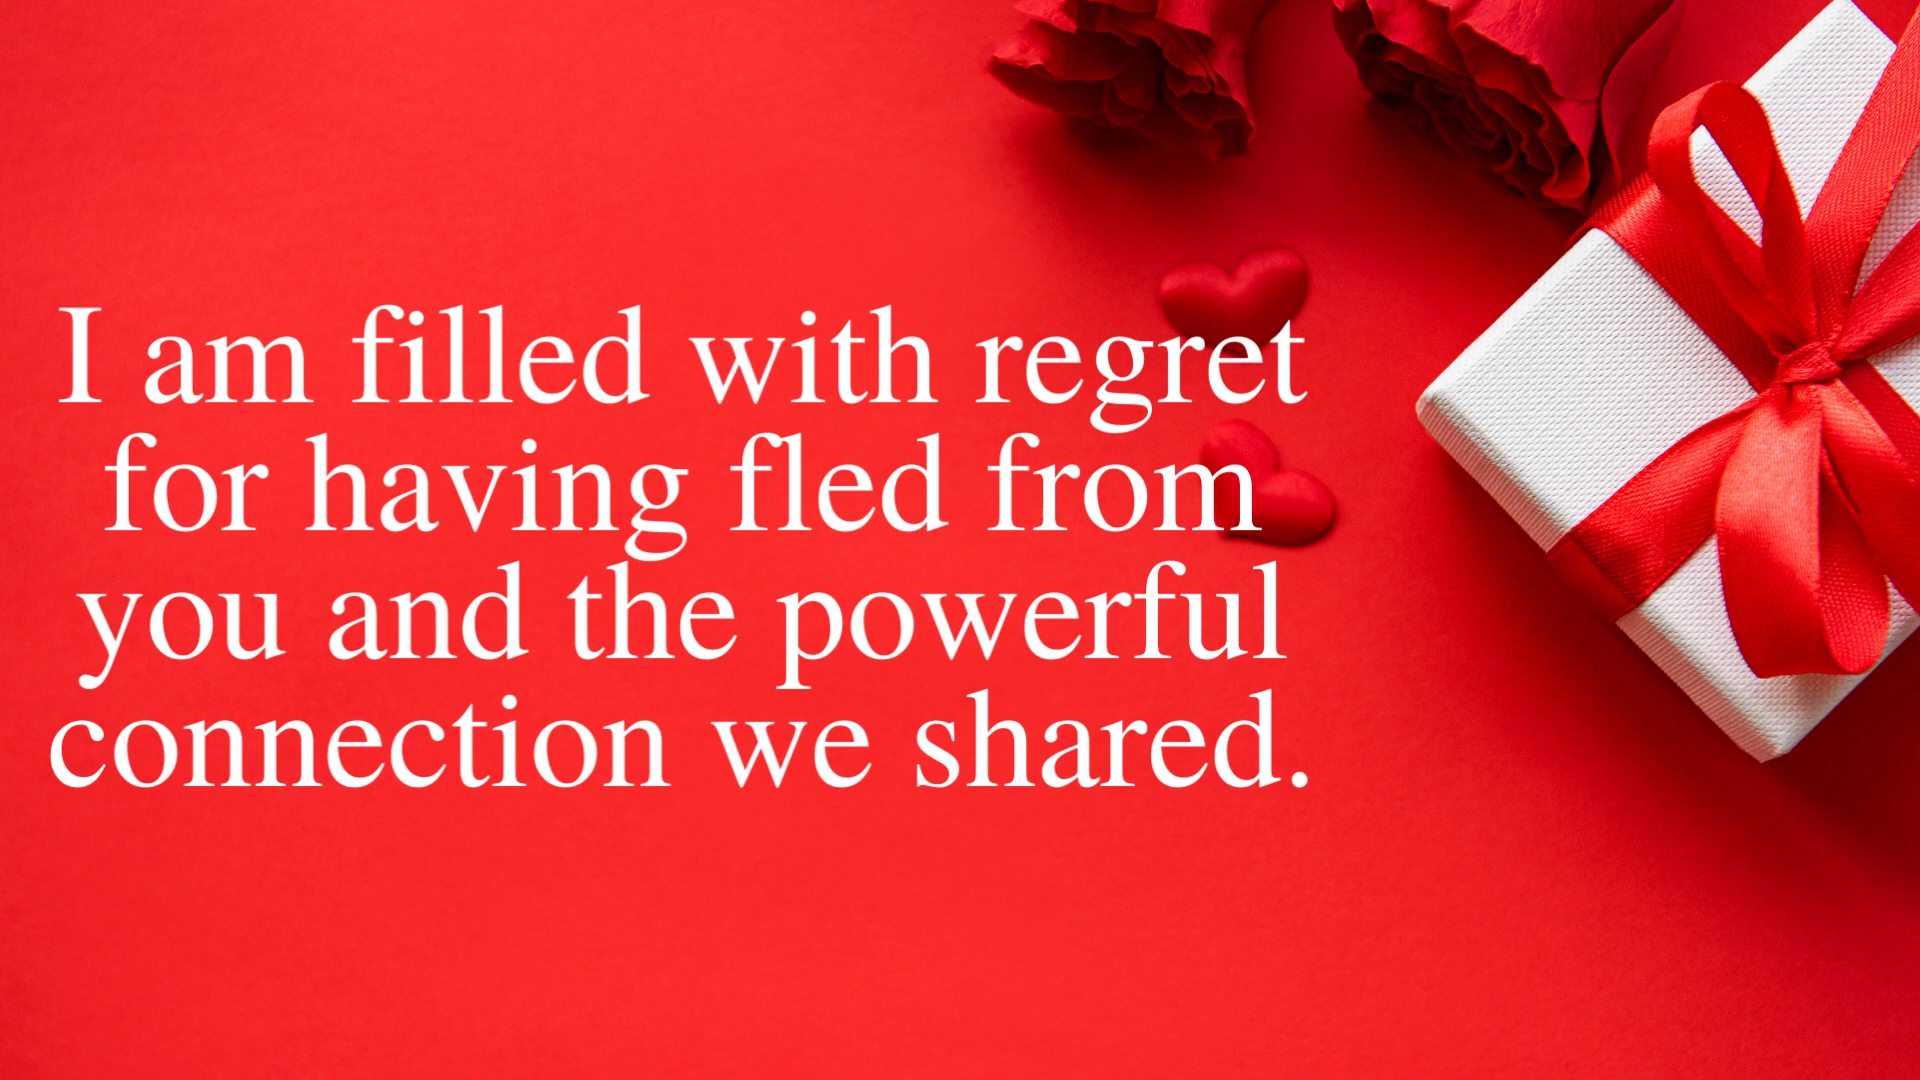 I am filled with regret
for having fled from
you and the powerful
connection we shared.